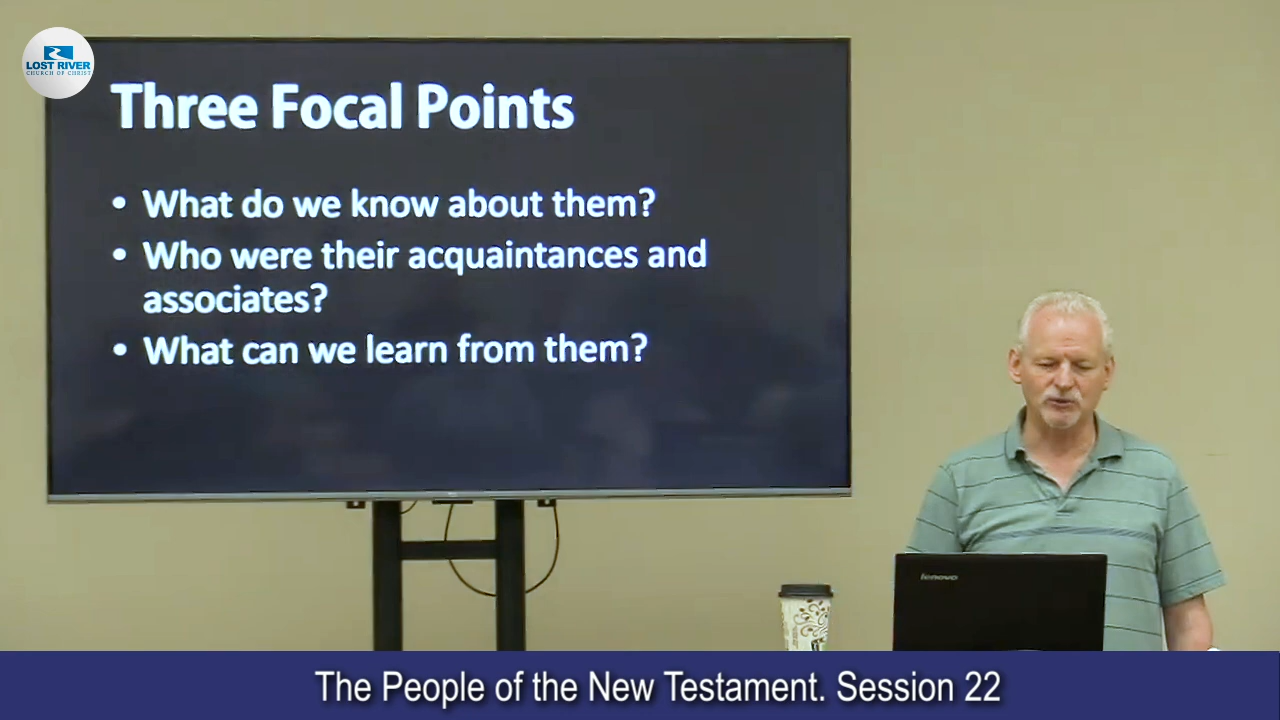 LOST RIVER
CHURCH OF CHRIST
Three Focal Points
• What do we know about them?
• Who were their acquaintances and
associates?
• What can we learn from them?
lenovo
The People of the New Testament. Session 22